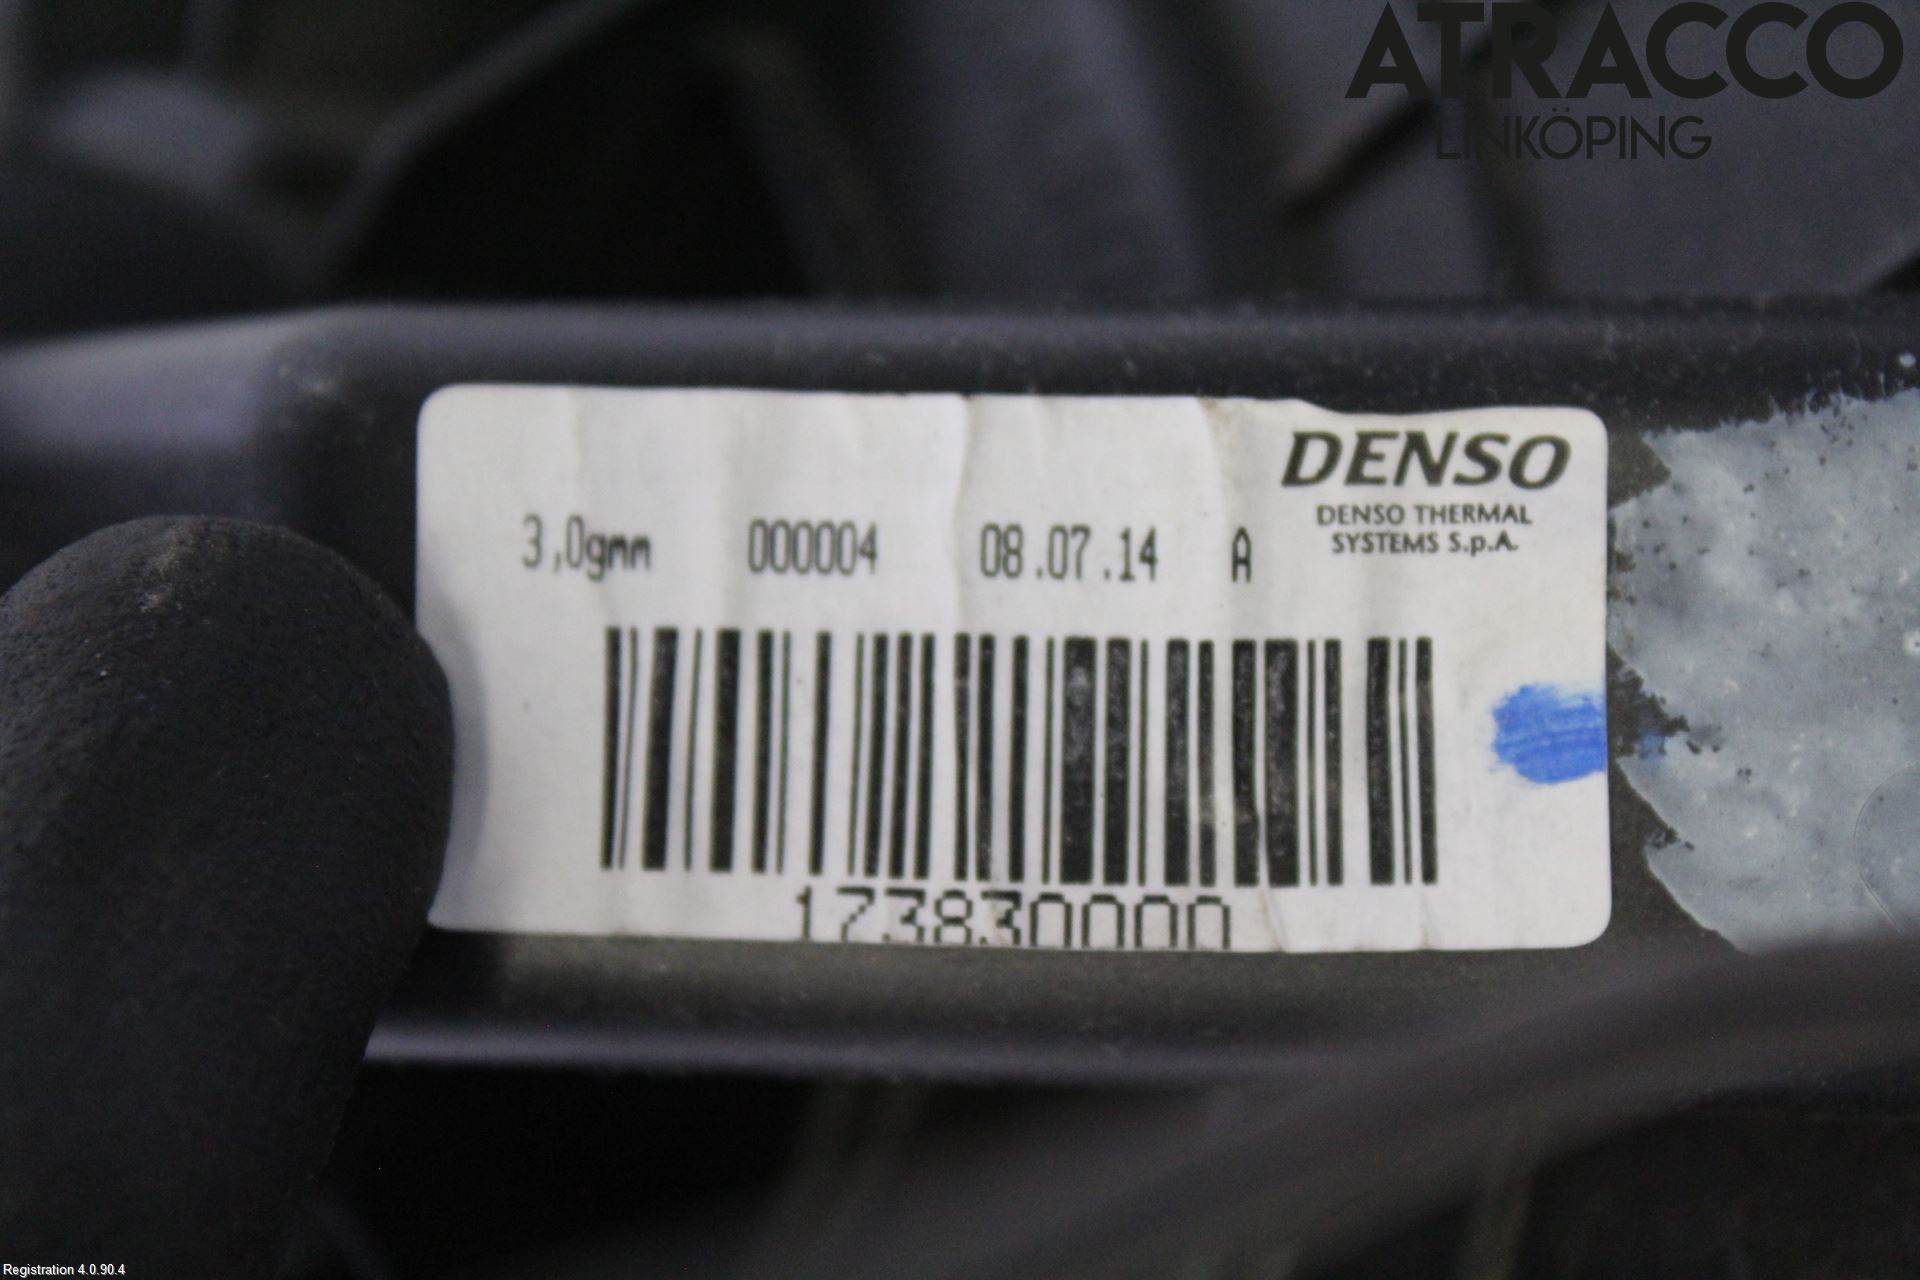 ATRACCO
LINKÖPING
DENSO
DENSO THERMAL
SYSTEMS S.p.A.
3,0gmm 000004 08.07.14 A
173830000
Registration 4.0.90.4